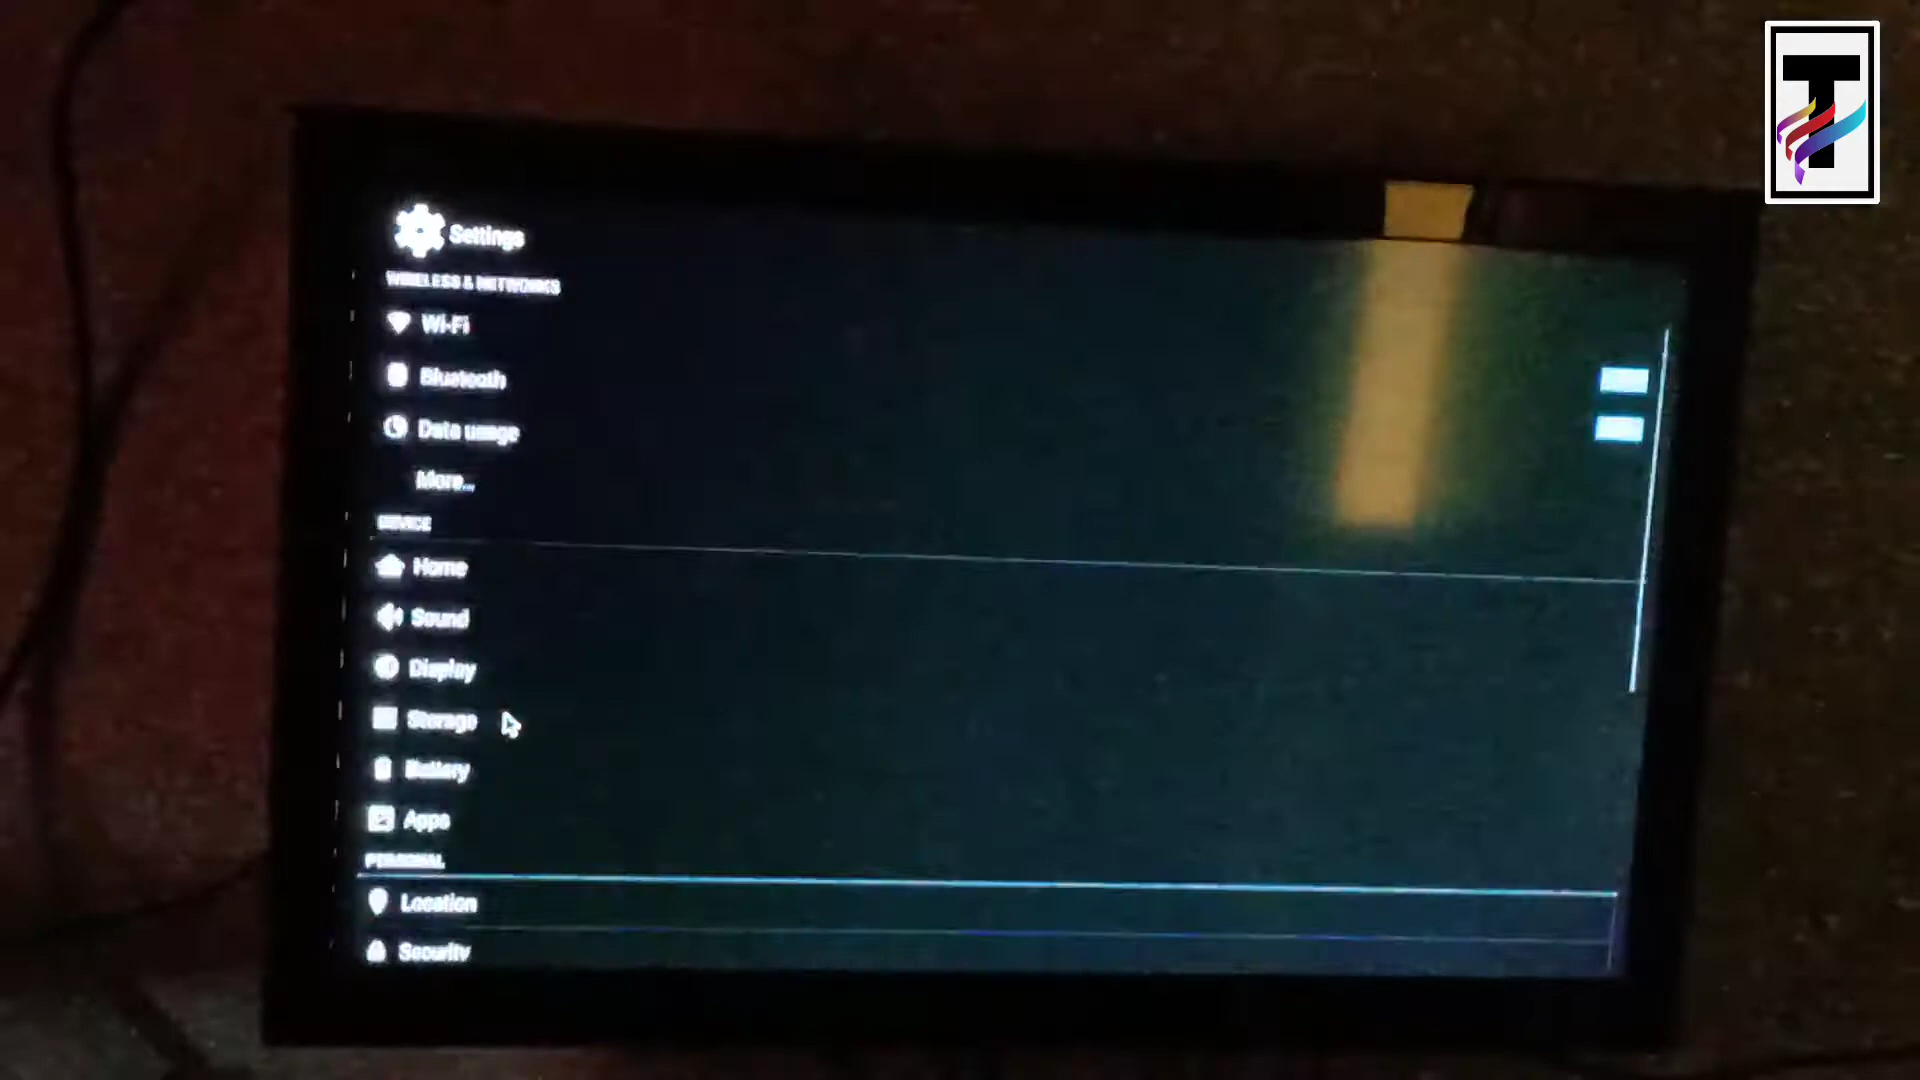 T
Settings
WIRELESS & NETWORKS
Wi-Fi
Bluetooth
Data usage
More...
DEVICE
Home
Sound
Display
Storage
Battery
Apps
PERSONAL
Location
Security